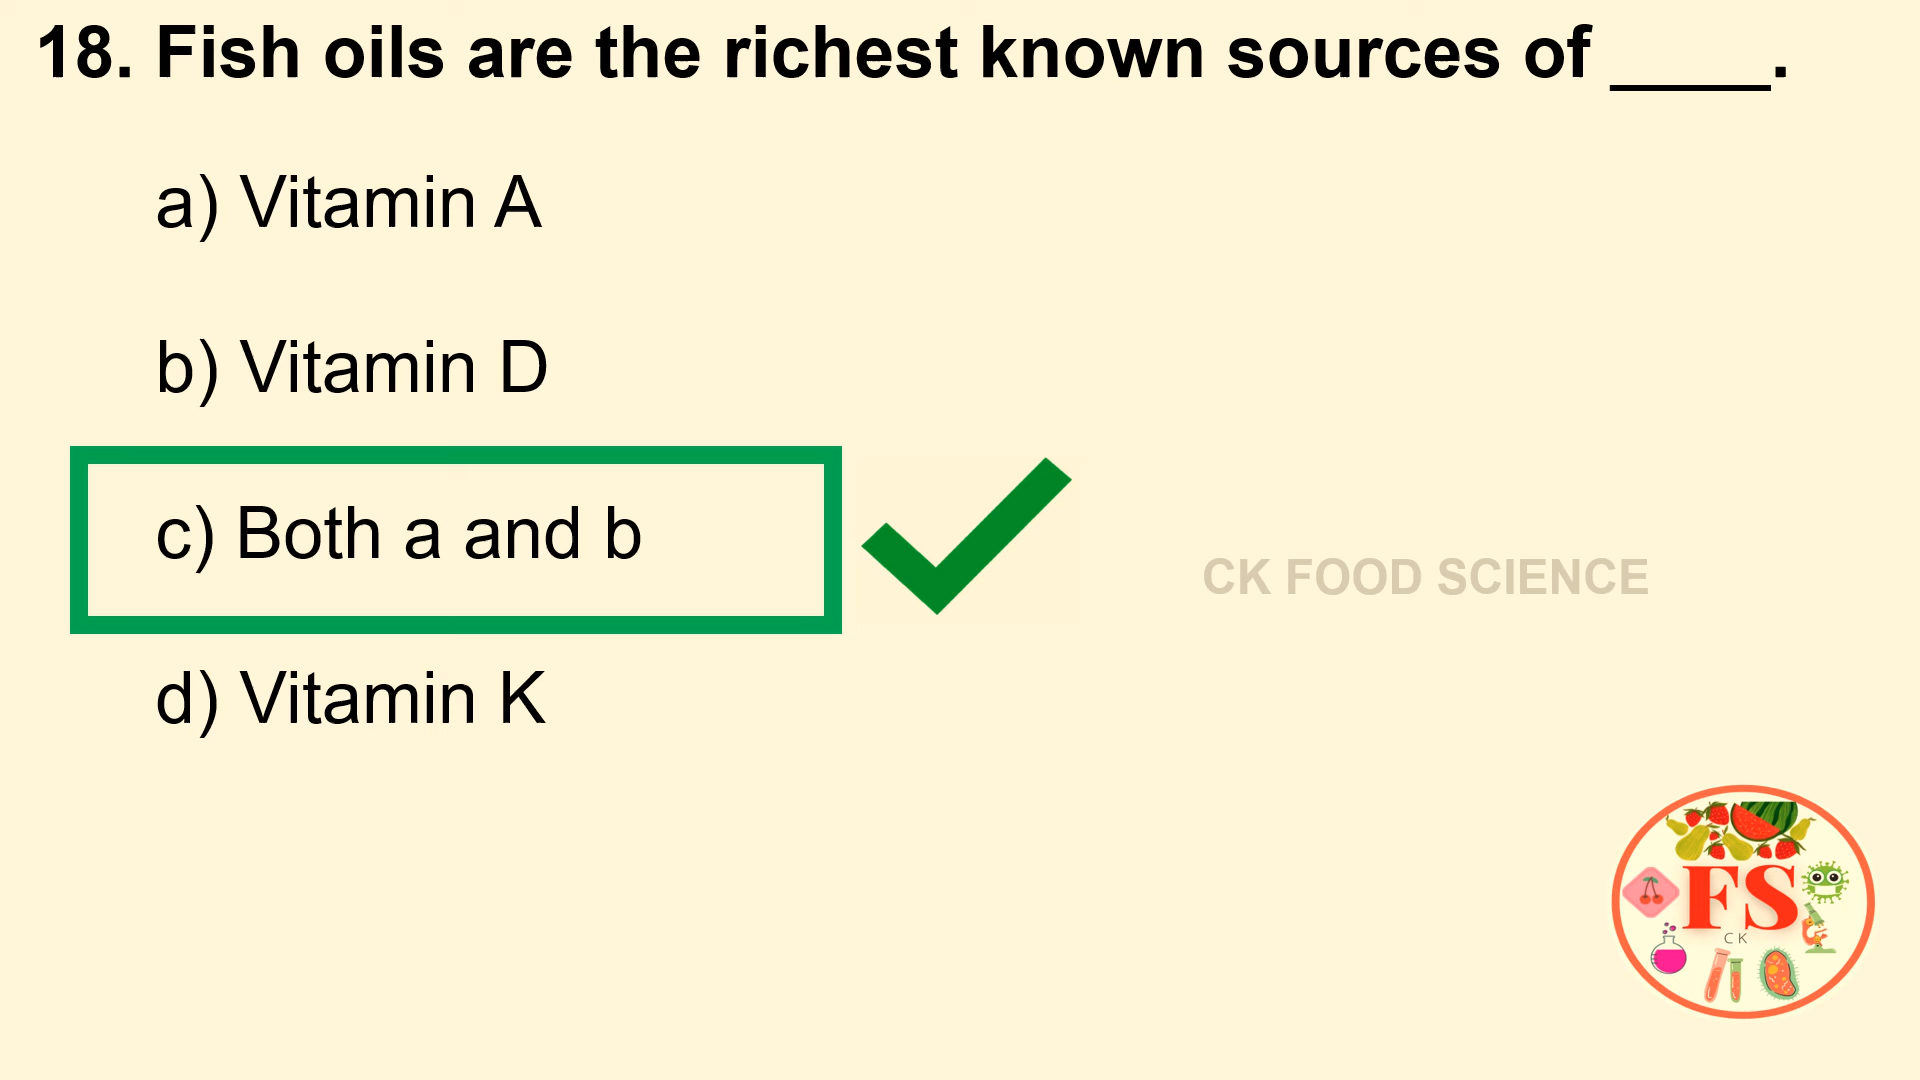 18. Fish oils are the richest known sources of _____.
a) Vitamin A
b) Vitamin D
c) Both a and b
CK FOOD SCIENCE
d) Vitamin K
FS
CK